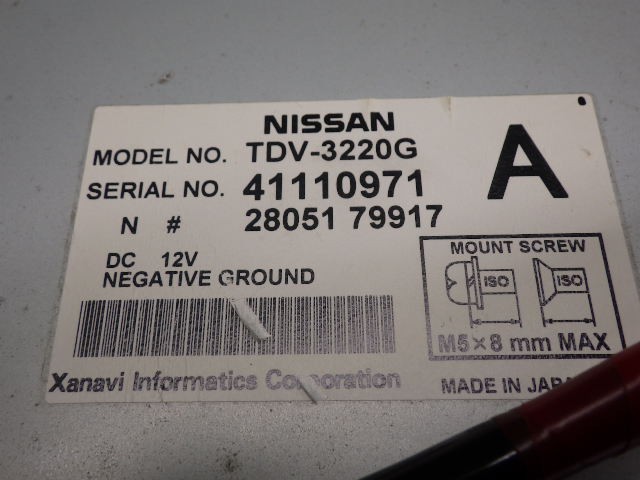 NISSAN
MODEL NO. TDV-3220G
A
SERIAL NO. 41110971
N # 28051 79917
DC 12V
NEGATIVE GROUND
MOUNT SCREW
ISO ISO
M5×8 mm MAX
Xanavi Informatics Corporation
MADE IN JAPA